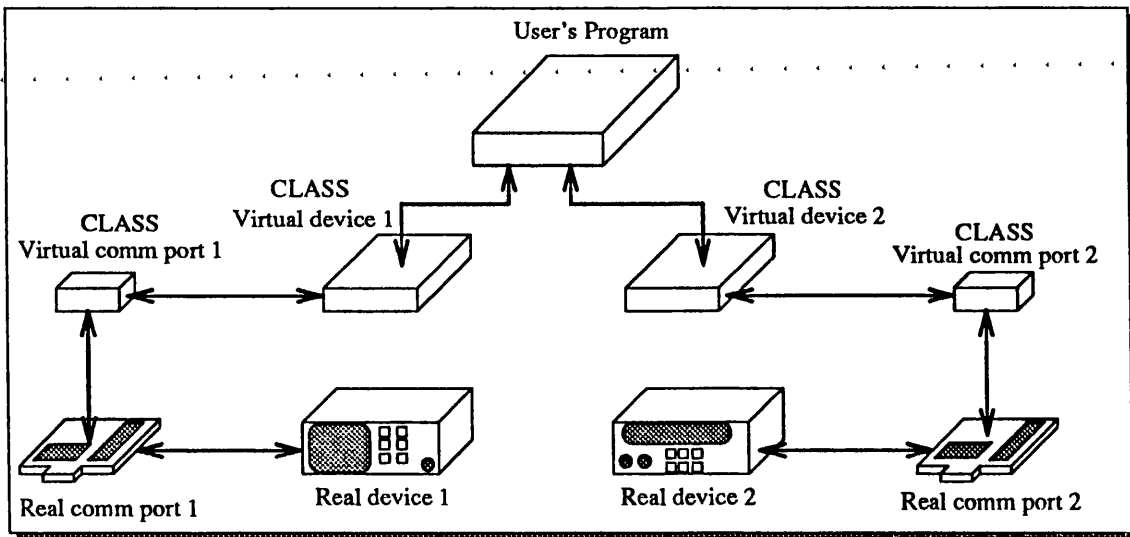 User's Program
CLASS
Virtual device 1
CLASS
Virtual device 2
CLASS
Virtual comm port 1
CLASS
Virtual comm port 2
Real comm port 1
Real device 1
Real device 2
Real comm port 2